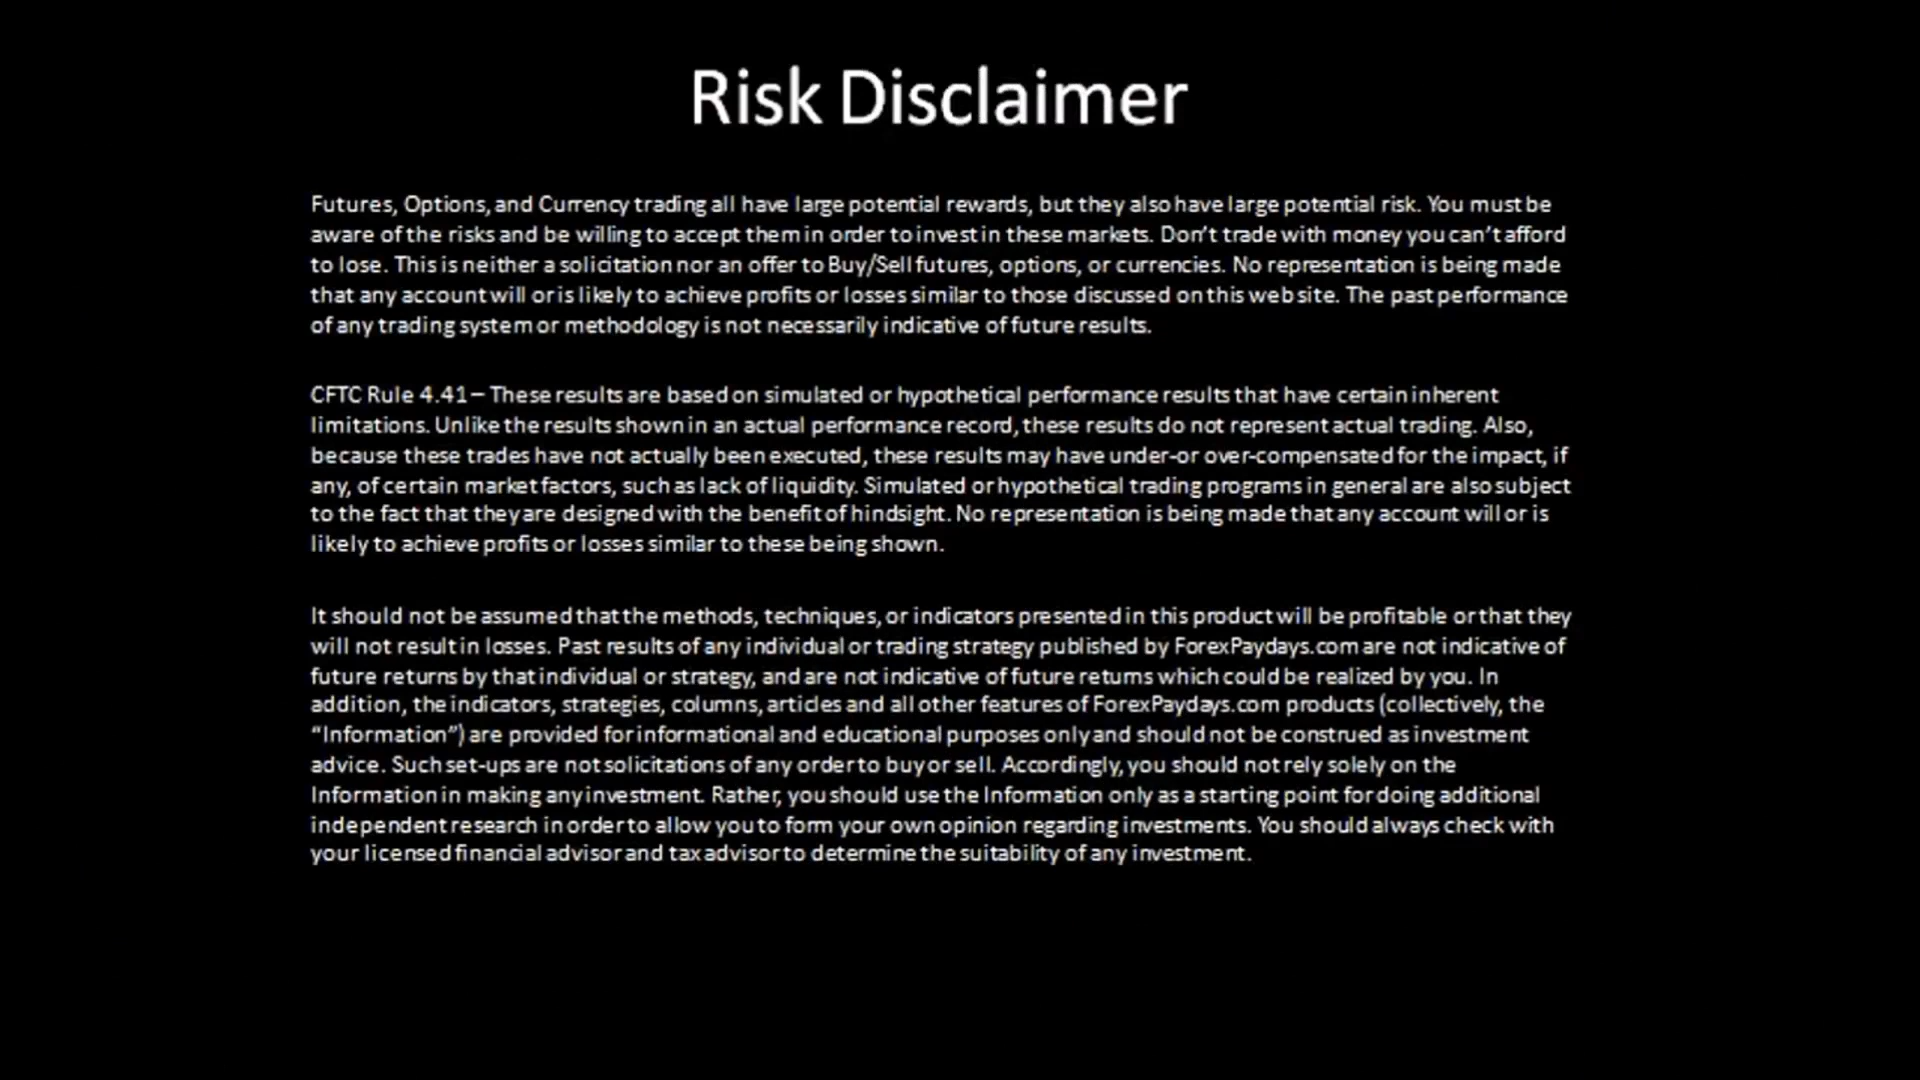 Risk Disclaimer
Futures, Options, and Currency trading all have large potential rewards, but they also have large potential risk. You must be
aware of the risks and be willing to accept them in order to invest in these markets. Don’t trade with money you can’t afford
to lose. This is neither a solicitation nor an offer to Buy/Sell futures, options, or currencies. No representation is being made
that any account will or is likely to achieve profits or losses similar to those discussed on this web site. The past performance
of any trading system or methodology is not necessarily indicative of future results.
CFTC Rule 4.41 – These results are based on simulated or hypothetical performance results that have certain inherent
limitations. Unlike the results shown in an actual performance record, these results do not represent actual trading. Also,
because these trades have not actually been executed, these results may have under-or over-compensated for the impact, if
any, of certain market factors, such as lack of liquidity. Simulated or hypothetical trading programs in general are also subject
to the fact that they are designed with the benefit of hindsight. No representation is being made that any account will or is
likely to achieve profits or losses similar to these being shown.
It should not be assumed that the methods, techniques, or indicators presented in this product will be profitable or that they
will not result in losses. Past results of any individual or trading strategy published by ForexPaydays.com are not indicative of
future returns by that individual or strategy, and are not indicative of future returns which could be realized by you. In
addition, the indicators, strategies, columns, articles and all other features of ForexPaydays.com products (collectively, the
“Information”) are provided for informational and educational purposes only and should not be construed as investment
advice. Such set-ups are not solicitations of any order to buy or sell. Accordingly, you should not rely solely on the
Information in making any investment. Rather, you should use the Information only as a starting point for doing additional
independent research in order to allow you to form your own opinion regarding investments. You should always check with
your licensed financial advisor and tax advisor to determine the suitability of any investment.